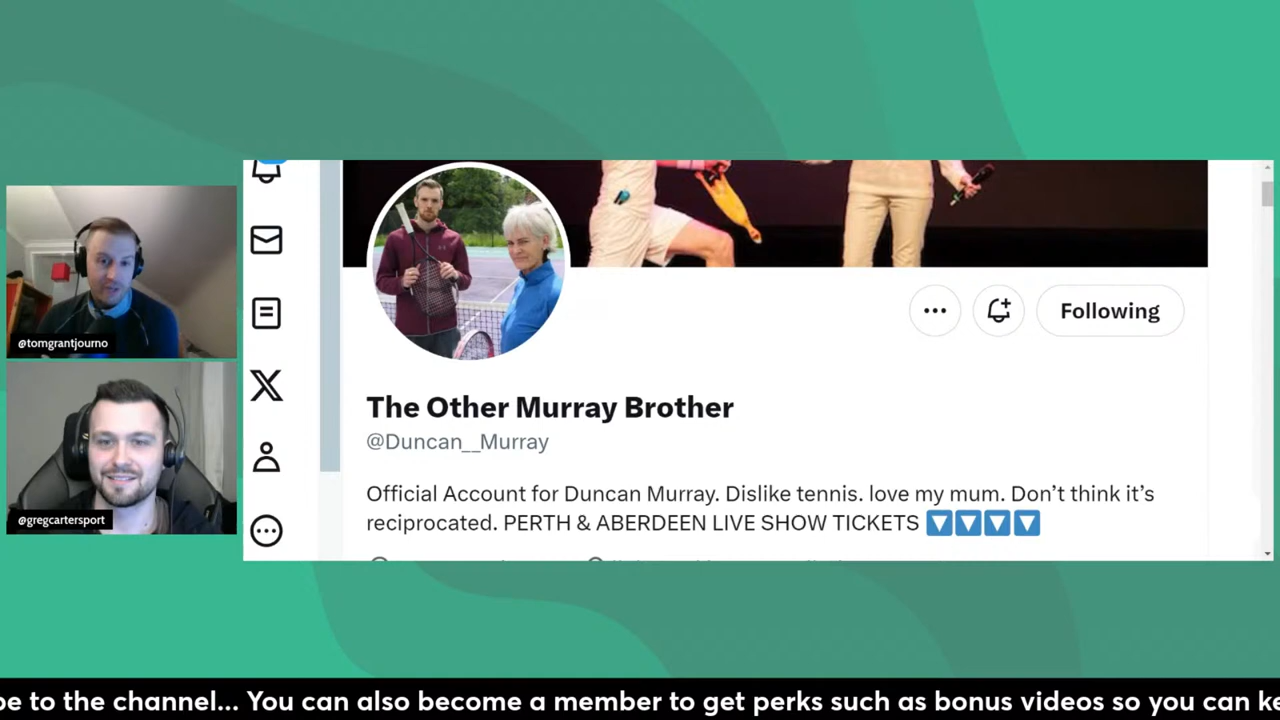 @tomgrantjourno
@gregcartersport
Following
The Other Murray Brother
@Duncan__Murray
Official Account for Duncan Murray. Dislike tennis. love my mum. Don’t think it’s
reciprocated. PERTH & ABERDEEN LIVE SHOW TICKETS
to the channel... You can also become a member to get perks such as bonus videos so you can